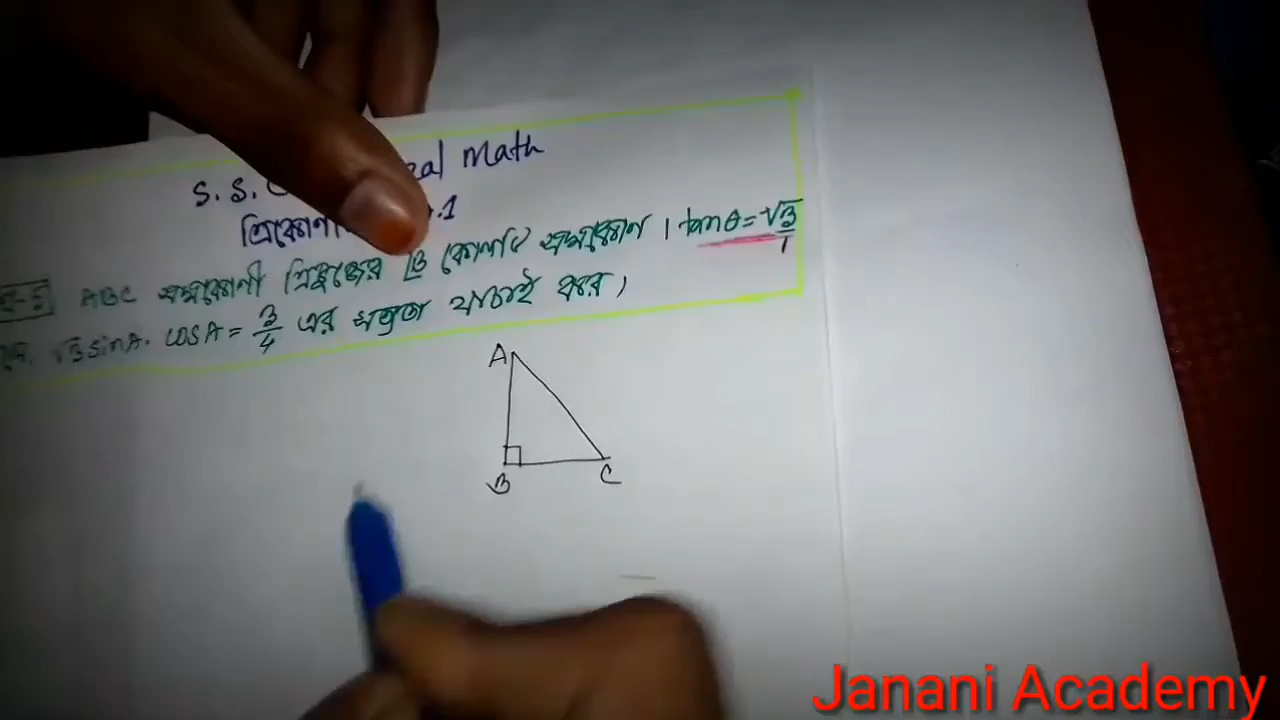 S. S. Math
ত্রিকোণ .1
ABC সমকোণী ত্রিভুজের B কোণটি সমকোণ । tanθ = √3/1
√3 sinA. cosA = 3/4 এর সত্যতা যাচাই কর।
A
B
C
Janani Academy